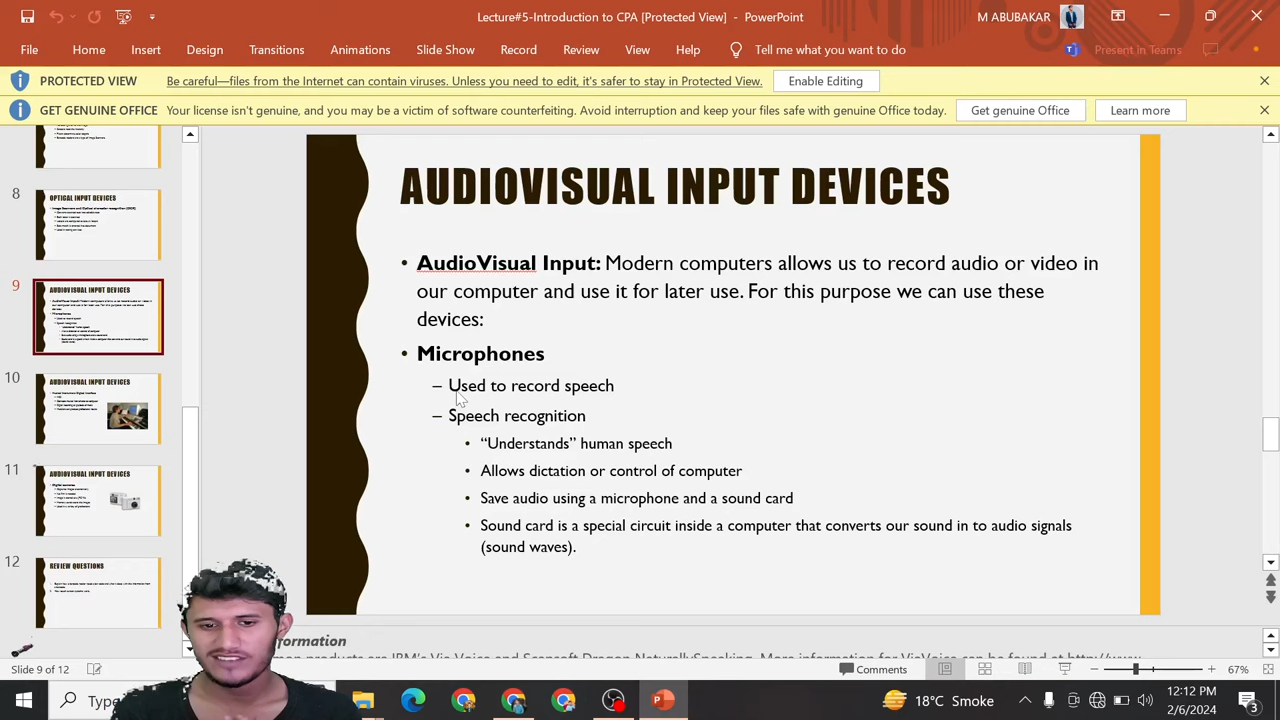 Lecture#5-Introduction to CPA [Protected View] - PowerPoint
M ABUBAKAR
File Home Insert Design Transitions Animations Slide Show Record Review View Help Tell me what you want to do Present in Teams
PROTECTED VIEW Be careful—files from the Internet can contain viruses. Unless you need to edit, it's safer to stay in Protected View. Enable Editing
GET GENUINE OFFICE Your license isn't genuine, and you may be a victim of software counterfeiting. Avoid interruption and keep your files safe with genuine Office today. Get genuine Office Learn more
8
OPTICAL INPUT DEVICES
9
AUDIOVISUAL INPUT DEVICES
10
AUDIOVISUAL INPUT DEVICES
11
AUDIOVISUAL INPUT DEVICES
12
REVIEW QUESTIONS
AUDIOVISUAL INPUT DEVICES
• AudioVisual Input: Modern computers allows us to record audio or video in
our computer and use it for later use. For this purpose we can use these
devices:
• Microphones
– Used to record speech
– Speech recognition
• “Understands” human speech
• Allows dictation or control of computer
• Save audio using a microphone and a sound card
• Sound card is a special circuit inside a computer that converts our sound in to audio signals
(sound waves).
Slide 9 of 12
Comments
67%
Type
18°C Smoke
12:12 PM
2/6/2024
3